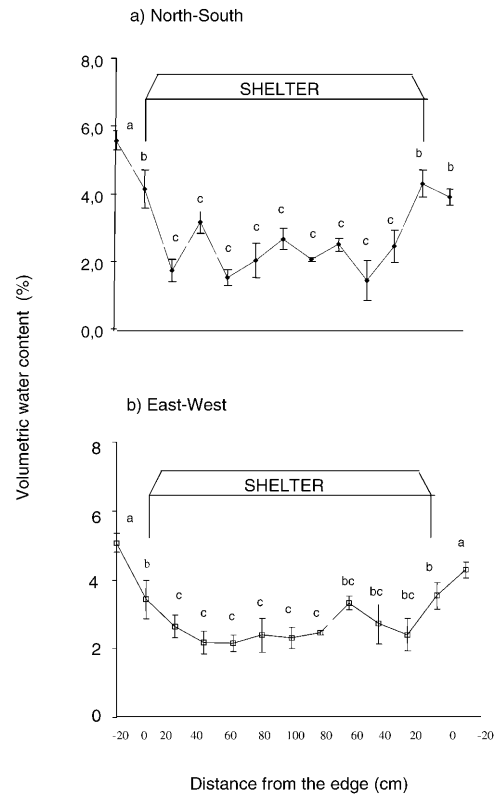 a) North-South
8,0
SHELTER
6,0
a
b
b
b
4,0
c
c
c
c
c
c
c
c
c
2,0
0,0
Volumetric water content (%)
b) East-West
8
SHELTER
6
a
a
b
b
4
c
c
c
c
c
c
bc
bc
bc
2
0
-20 0 20 40 60 80 100 80 60 40 20 0 -20
Distance from the edge (cm)